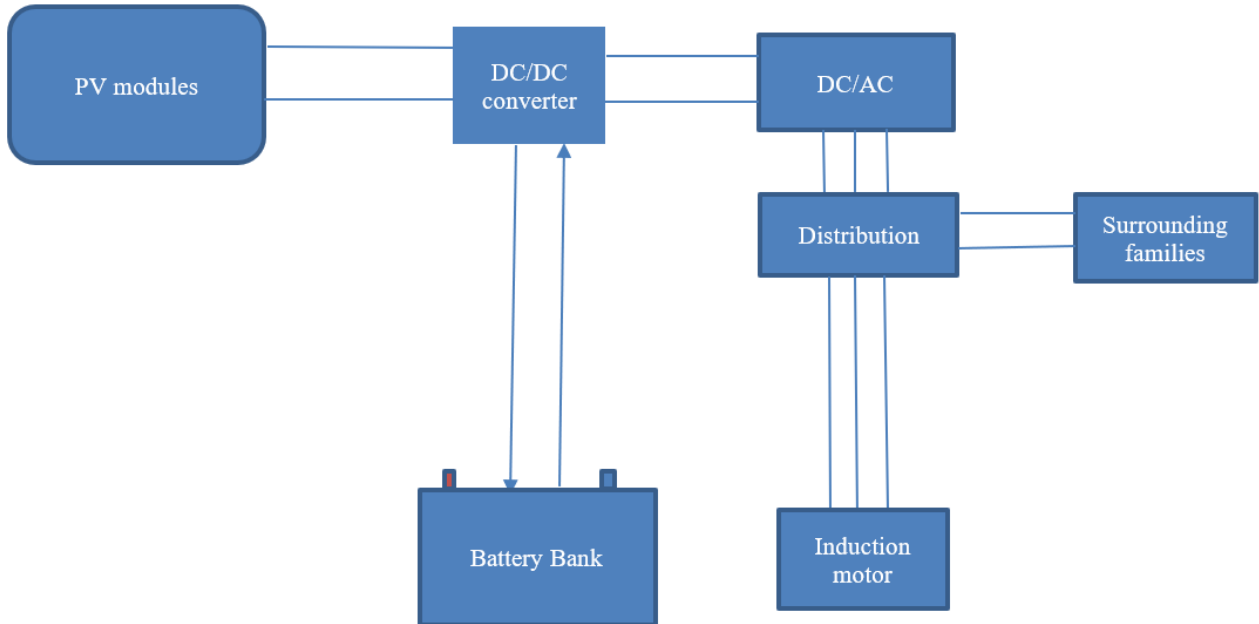 PV modules
DC/DC
converter
DC/AC
Distribution
Surrounding
families
Battery Bank
Induction
motor